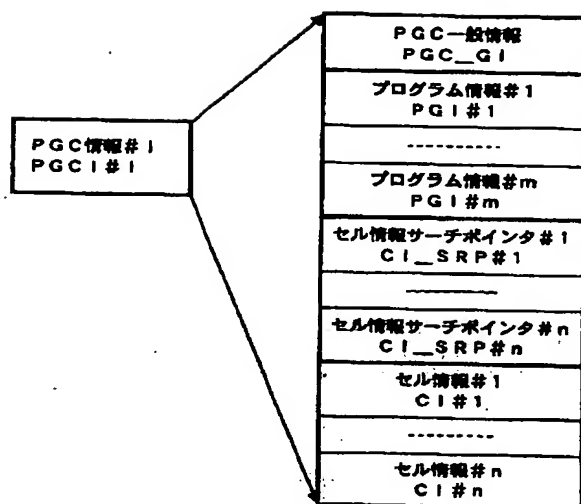 PGC情報#i
PGCI#i
PGC一般情報
PGC_GI
プログラム情報#1
PGI#1
----------
プログラム情報#m
PGI#m
セル情報サーチポインタ#1
CI_SRP#1
----------
セル情報サーチポインタ#n
CI_SRP#n
セル情報#1
CI#1
----------
セル情報#n
CI#n